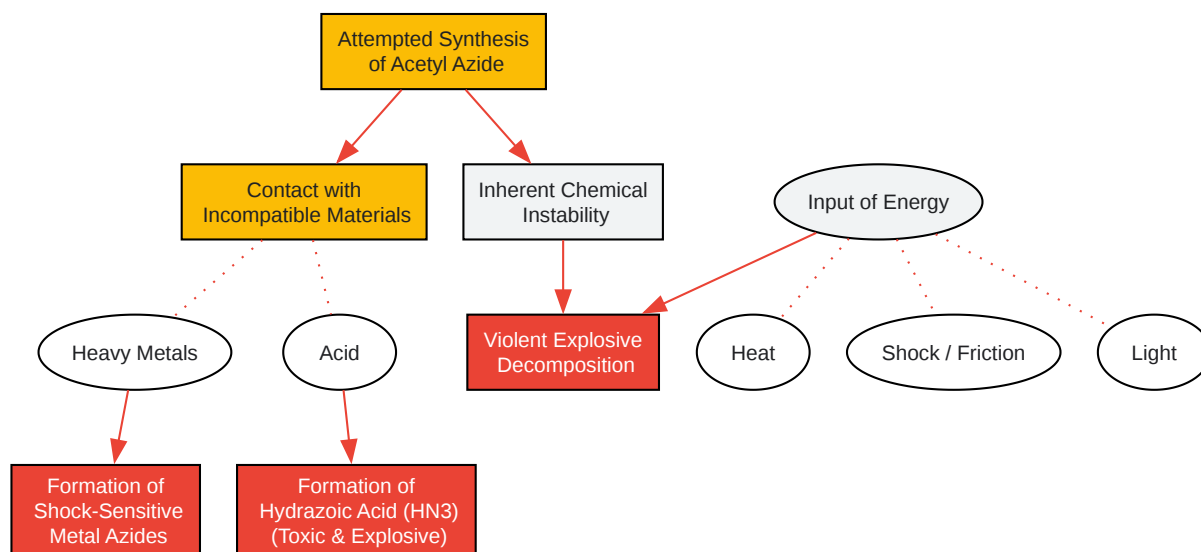 Attempted Synthesis
of Acetyl Azide
Contact with
Incompatible Materials
Inherent Chemical
Instability
Input of Energy
Heavy Metals
Acid
Violent Explosive
Decomposition
Heat
Shock / Friction
Light
Formation of
Shock-Sensitive
Metal Azides
Formation of
Hydrazoic Acid (HN3)
(Toxic & Explosive)